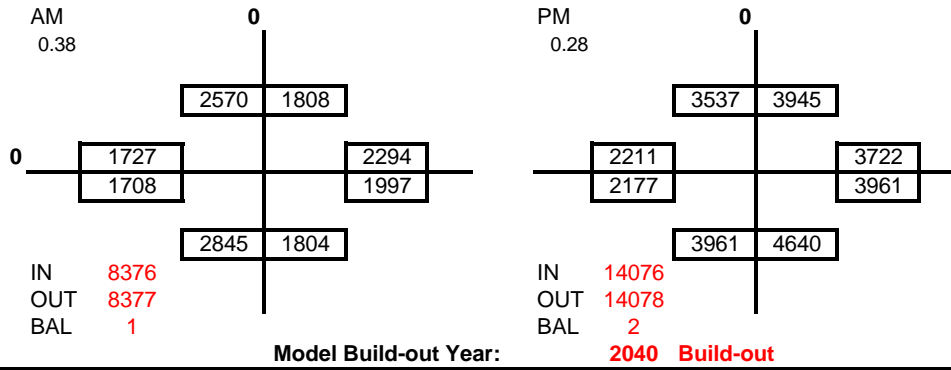 AM 0 PM 0
0.38 0.28
2570 1808 3537 3945
0 1727 2294 2211 3722
1708 1997 2177 3961
2845 1804 3961 4640
IN 8376 IN 14076
OUT 8377 OUT 14078
BAL 1 BAL 2
Model Build-out Year: 2040 Build-out